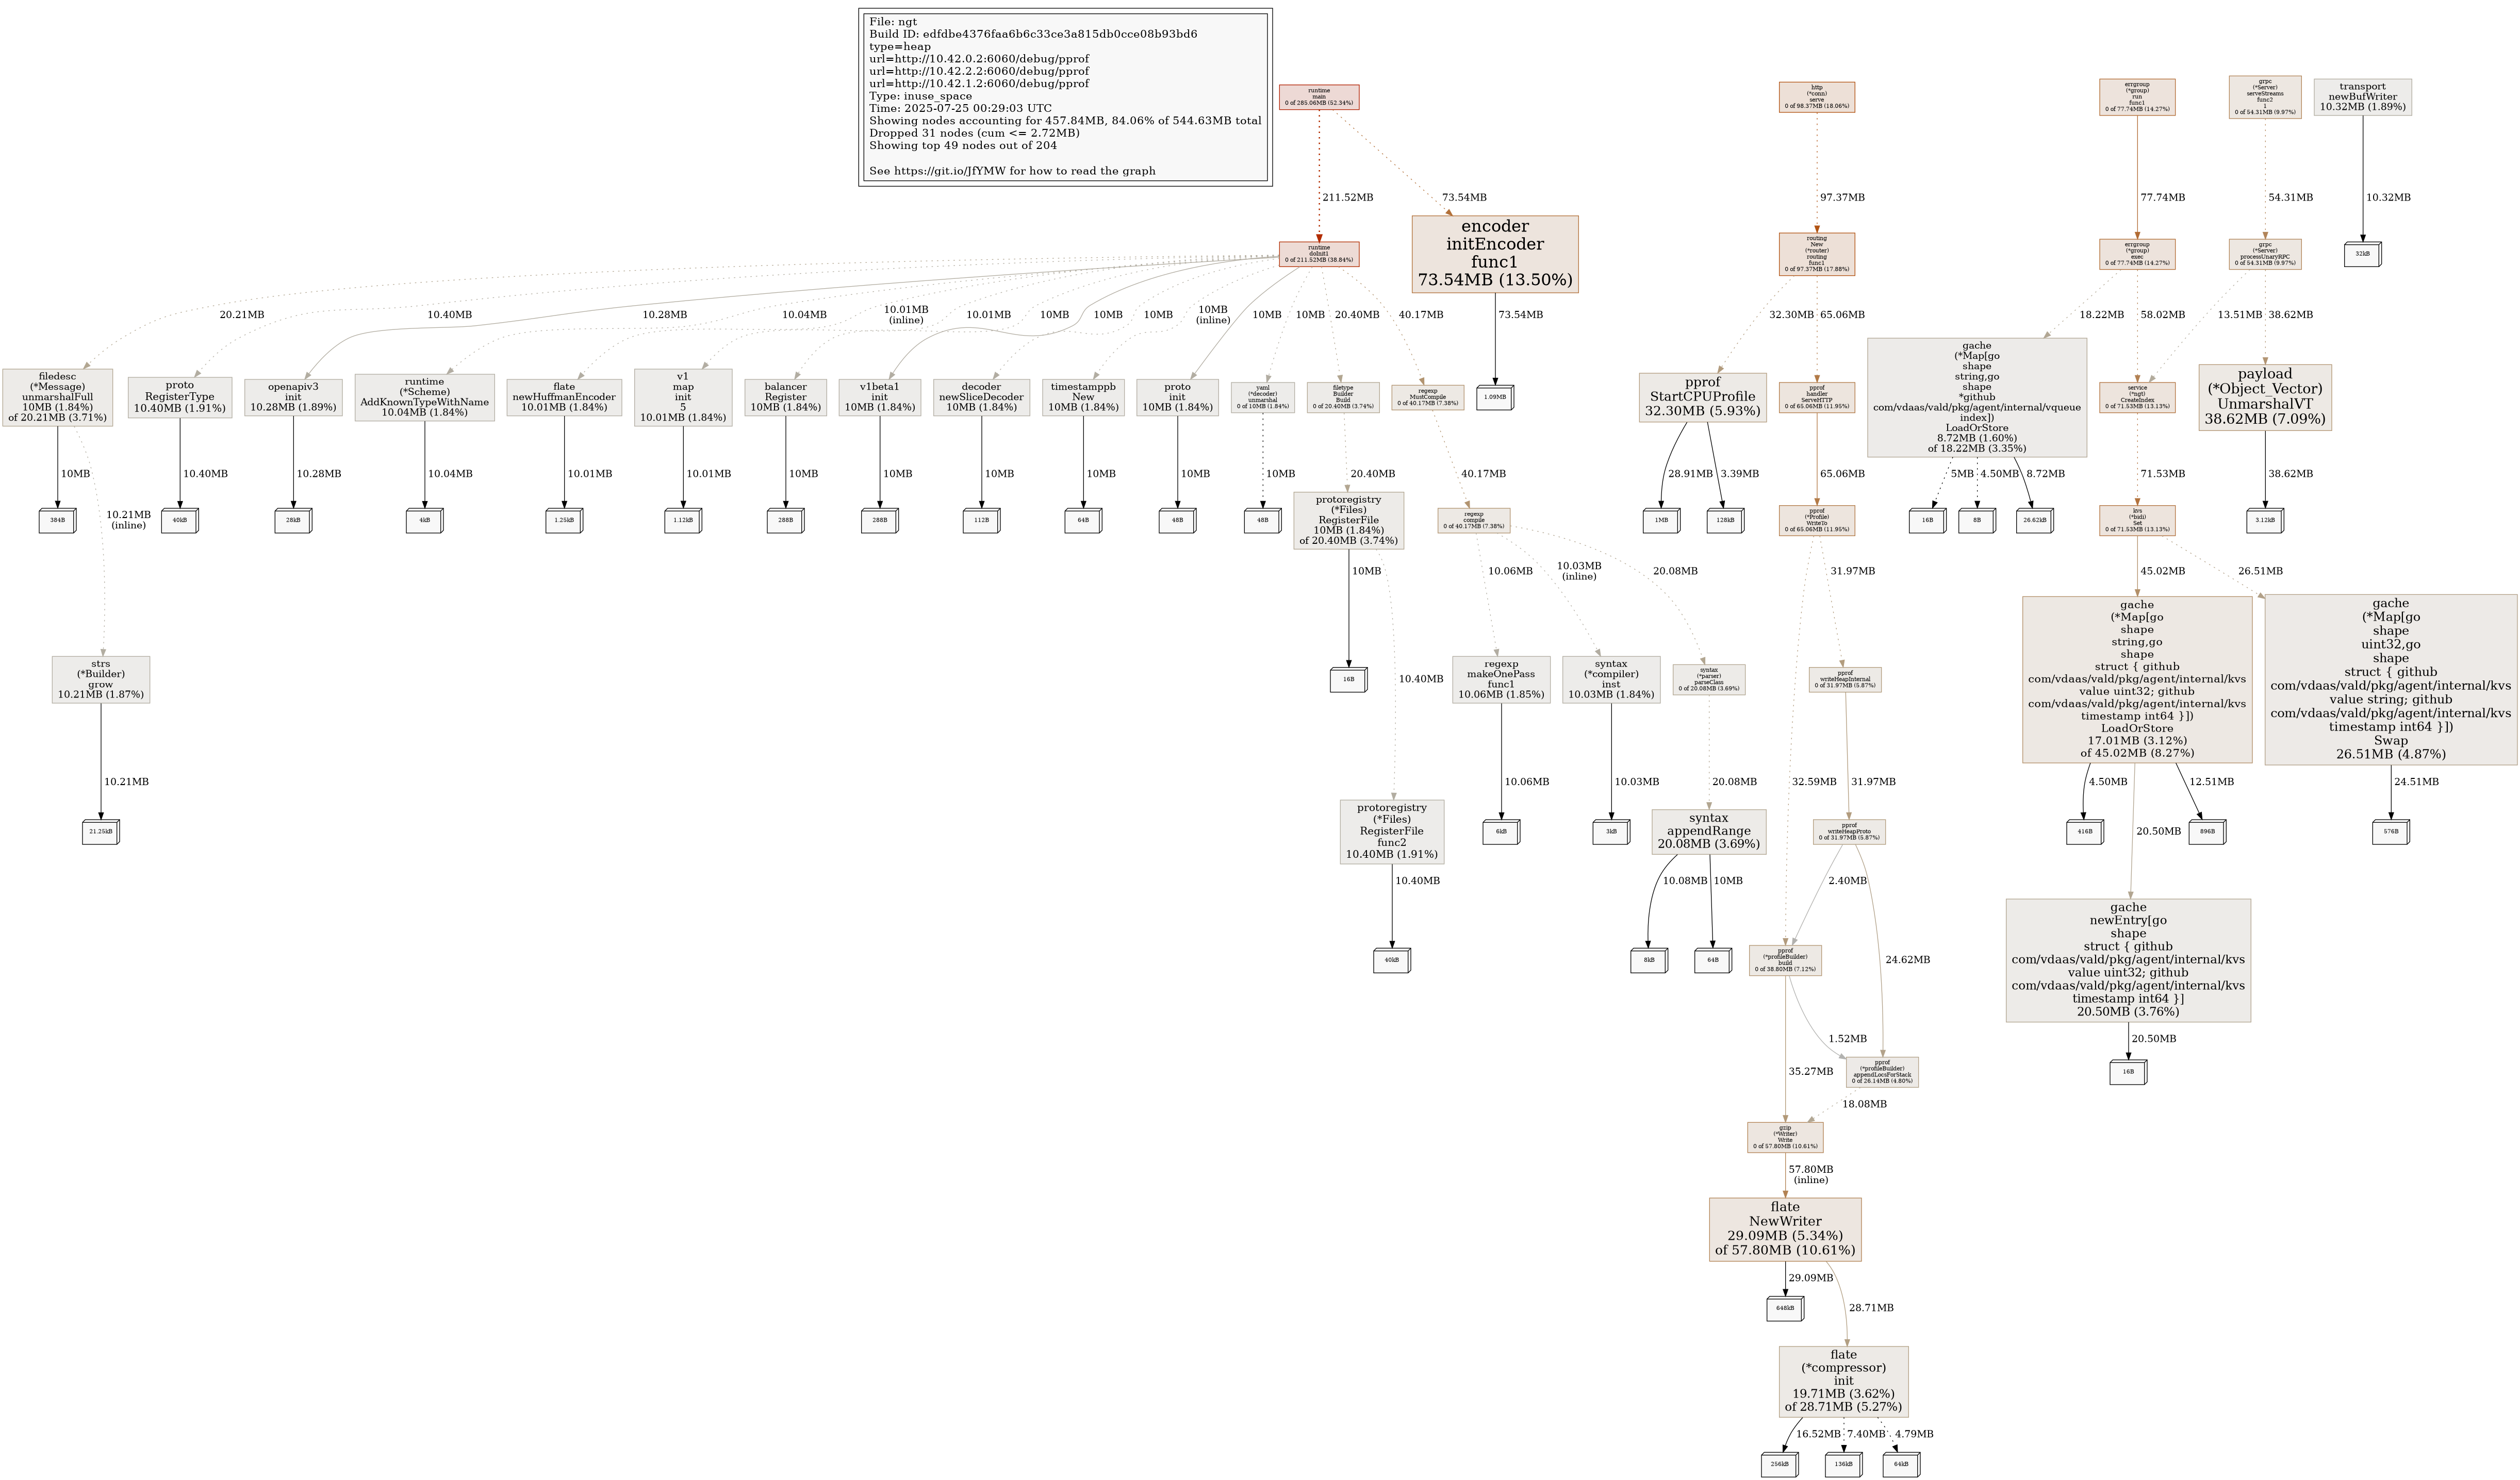 File: ngt
Build ID: edfdbe4376faa6b6c33ce3a815db0cce08b93bd6
type=heap
url=http://10.42.0.2:6060/debug/pprof
url=http://10.42.2.2:6060/debug/pprof
url=http://10.42.1.2:6060/debug/pprof
Type: inuse_space
Time: 2025-07-25 00:29:03 UTC
Showing nodes accounting for 457.84MB, 84.06% of 544.63MB total
Dropped 31 nodes (cum <= 2.72MB)
Showing top 49 nodes out of 204
See https://git.io/JfYMW for how to read the graph
runtime
main
0 of 285.06MB (52.34%)
http
(*conn)
serve
0 of 98.37MB (18.06%)
errgroup
(*group)
run
func1
0 of 77.74MB (14.27%)
grpc
(*Server)
serveStreams
func2
1
0 of 54.31MB (9.97%)
transport
newBufWriter
10.32MB (1.89%)
211.52MB
73.54MB
97.37MB
77.74MB
54.31MB
10.32MB
runtime
doInit1
0 of 211.52MB (38.84%)
encoder
initEncoder
func1
73.54MB (13.50%)
routing
New
(*router)
routing
func1
0 of 97.37MB (17.88%)
errgroup
(*group)
exec
0 of 77.74MB (14.27%)
grpc
(*Server)
processUnaryRPC
0 of 54.31MB (9.97%)
32kB
20.21MB
10.40MB
10.28MB
10.04MB
10.01MB
(inline)
10.01MB
10MB
10MB
10MB
10MB
(inline)
10MB
10MB
20.40MB
40.17MB
73.54MB
32.30MB
65.06MB
18.22MB
58.02MB
13.51MB
38.62MB
filedesc
(*Message)
unmarshalFull
10MB (1.84%)
of 20.21MB (3.71%)
proto
RegisterType
10.40MB (1.91%)
openapiv3
init
10.28MB (1.89%)
runtime
(*Scheme)
AddKnownTypeWithName
10.04MB (1.84%)
flate
newHuffmanEncoder
10.01MB (1.84%)
v1
map
init
5
10.01MB (1.84%)
balancer
Register
10MB (1.84%)
v1beta1
init
10MB (1.84%)
decoder
newSliceDecoder
10MB (1.84%)
timestamppb
New
10MB (1.84%)
proto
init
10MB (1.84%)
yaml
(*decoder)
unmarshal
0 of 10MB (1.84%)
filetype
Builder
Build
0 of 20.40MB (3.74%)
regexp
MustCompile
0 of 40.17MB (7.38%)
1.09MB
pprof
StartCPUProfile
32.30MB (5.93%)
pprof
handler
ServeHTTP
0 of 65.06MB (11.95%)
gache
(*Map[go
shape
string,go
shape
*github
com/vdaas/vald/pkg/agent/internal/vqueue
index])
LoadOrStore
8.72MB (1.60%)
of 18.22MB (3.35%)
service
(*ngt)
CreateIndex
0 of 71.53MB (13.13%)
payload
(*Object_Vector)
UnmarshalVT
38.62MB (7.09%)
10MB
10.21MB
(inline)
10.40MB
10.28MB
10.04MB
10.01MB
10.01MB
10MB
10MB
10MB
10MB
10MB
10MB
20.40MB
40.17MB
28.91MB
3.39MB
65.06MB
5MB
4.50MB
8.72MB
71.53MB
38.62MB
384B
40kB
28kB
4kB
1.25kB
1.12kB
288B
288B
112B
64B
48B
48B
protoregistry
(*Files)
RegisterFile
10MB (1.84%)
of 20.40MB (3.74%)
regexp
compile
0 of 40.17MB (7.38%)
1MB
128kB
pprof
(*Profile)
WriteTo
0 of 65.06MB (11.95%)
16B
8B
26.62kB
kvs
(*bidi)
Set
0 of 71.53MB (13.13%)
3.12kB
10MB
10.40MB
10.06MB
10.03MB
(inline)
20.08MB
32.59MB
31.97MB
45.02MB
26.51MB
strs
(*Builder)
grow
10.21MB (1.87%)
16B
regexp
makeOnePass
func1
10.06MB (1.85%)
syntax
(*compiler)
inst
10.03MB (1.84%)
syntax
(*parser)
parseClass
0 of 20.08MB (3.69%)
pprof
writeHeapInternal
0 of 31.97MB (5.87%)
gache
(*Map[go
shape
string,go
shape
struct { github
com/vdaas/vald/pkg/agent/internal/kvs
value uint32; github
com/vdaas/vald/pkg/agent/internal/kvs
timestamp int64 }])
LoadOrStore
17.01MB (3.12%)
of 45.02MB (8.27%)
gache
(*Map[go
shape
uint32,go
shape
struct { github
com/vdaas/vald/pkg/agent/internal/kvs
value string; github
com/vdaas/vald/pkg/agent/internal/kvs
timestamp int64 }])
Swap
26.51MB (4.87%)
10.21MB
10.06MB
10.03MB
20.08MB
31.97MB
4.50MB
20.50MB
12.51MB
24.51MB
21.25kB
protoregistry
(*Files)
RegisterFile
func2
10.40MB (1.91%)
6kB
3kB
syntax
appendRange
20.08MB (3.69%)
pprof
writeHeapProto
0 of 31.97MB (5.87%)
416B
896B
576B
10.40MB
10.08MB
10MB
2.40MB
24.62MB
40kB
8kB
64B
pprof
(*profileBuilder)
build
0 of 38.80MB (7.12%)
gache
newEntry[go
shape
struct { github
com/vdaas/vald/pkg/agent/internal/kvs
value uint32; github
com/vdaas/vald/pkg/agent/internal/kvs
timestamp int64 }]
20.50MB (3.76%)
35.27MB
1.52MB
20.50MB
pprof
(*profileBuilder)
appendLocsForStack
0 of 26.14MB (4.80%)
16B
18.08MB
gzip
(*Writer)
Write
0 of 57.80MB (10.61%)
57.80MB
(inline)
flate
NewWriter
29.09MB (5.34%)
of 57.80MB (10.61%)
29.09MB
28.71MB
648kB
flate
(*compressor)
init
19.71MB (3.62%)
of 28.71MB (5.27%)
16.52MB
7.40MB
4.79MB
256kB
136kB
64kB